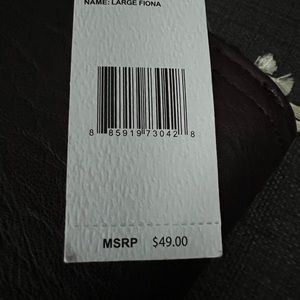 NAME: LARGE FIONA
8 85919 73042 8
MSRP $49.00